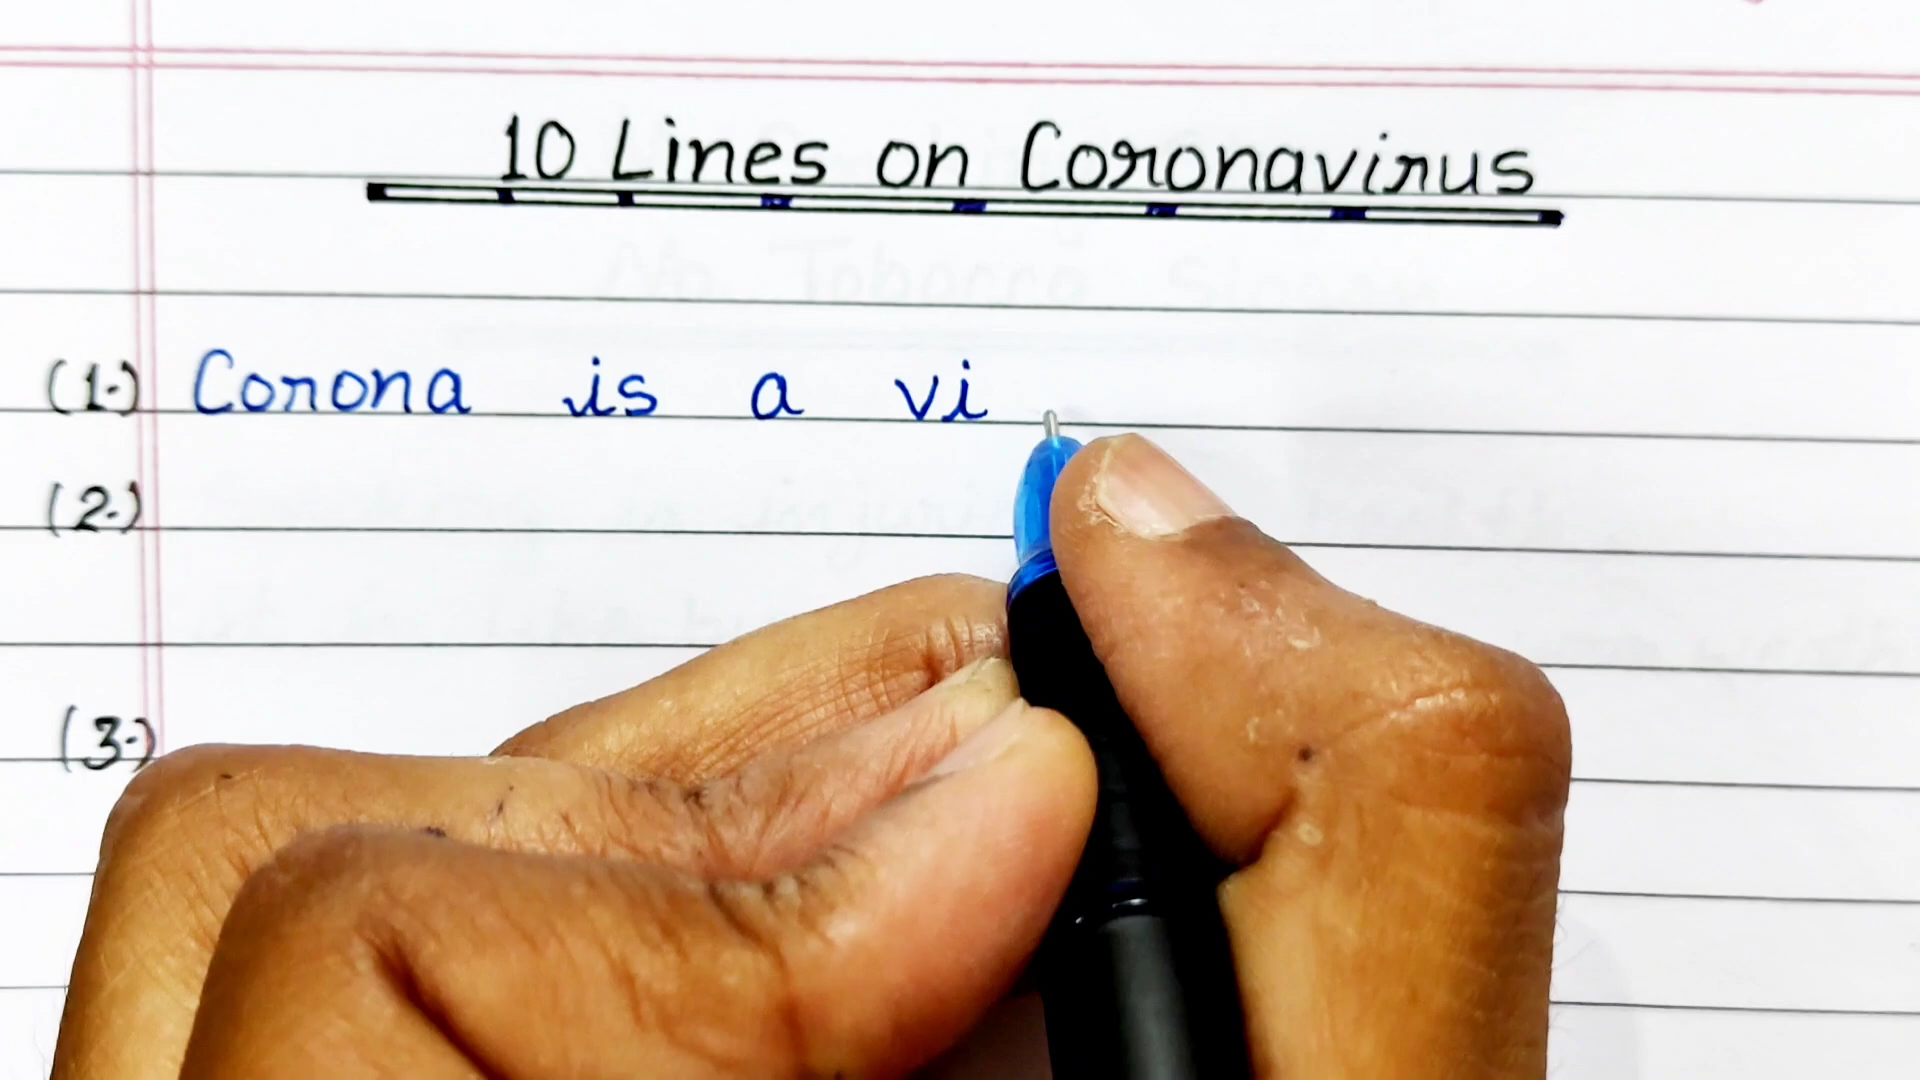 10 Lines on Coronavirus
(1.) Corona is a vi
(2.)
(3.)